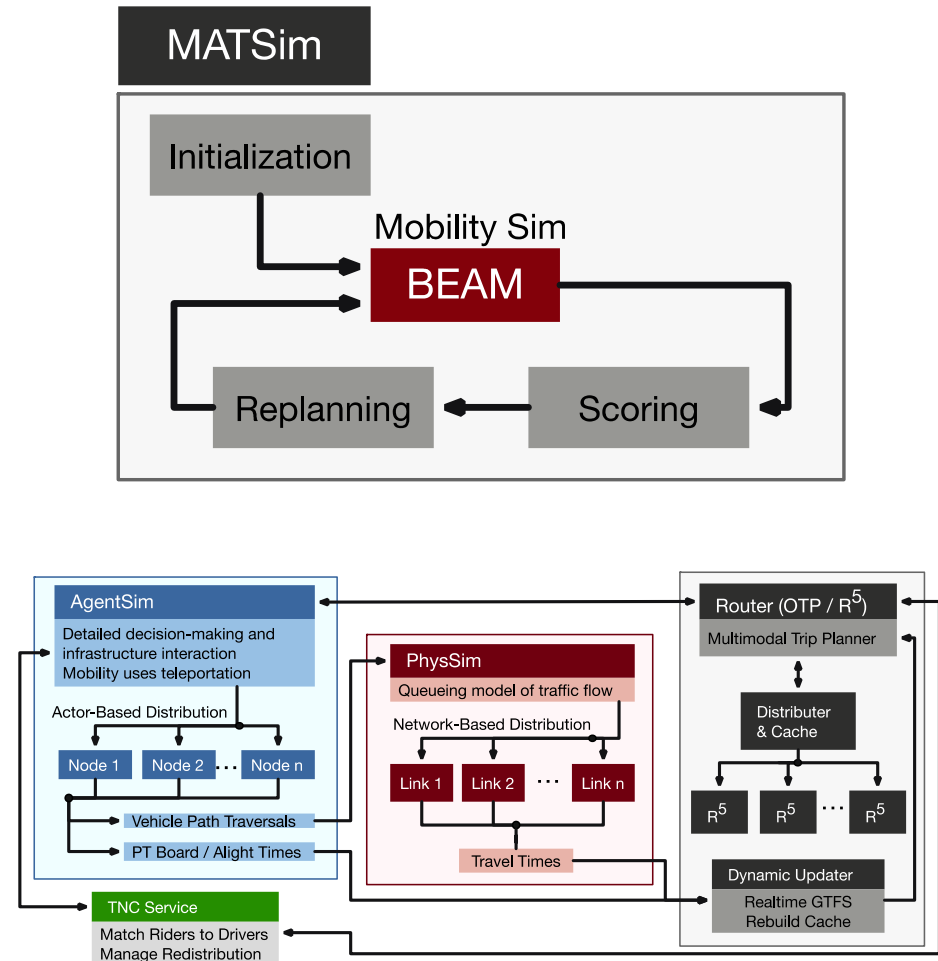 MATSim
Initialization
Mobility Sim
BEAM
Replanning
Scoring
AgentSim
Detailed decision-making and
infrastructure interaction
Mobility uses teleportation
Actor-Based Distribution
Node 1
Node 2
...
Node n
Vehicle Path Traversals
PT Board / Alight Times
TNC Service
Match Riders to Drivers
Manage Redistribution
PhysSim
Queueing model of traffic flow
Network-Based Distribution
Link 1
Link 2
...
Link n
Travel Times
Router (OTP / R⁵)
Multimodal Trip Planner
Distributer
& Cache
R⁵
R⁵
...
R⁵
Dynamic Updater
Realtime GTFS
Rebuild Cache